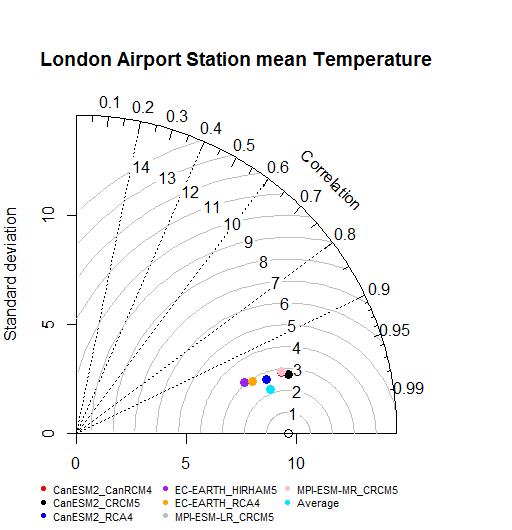 London Airport Station mean Temperature
0.1 0.2 0.3 0.4 0.5 0.6 0.7 0.8 0.9 0.95 0.99
Correlation
14 13 12 11 10 9 8 7 6 5 4 3 2 1
Standard deviation
10
5
0
0 5 10
CanESM2_CanRCM4 EC-EARTH_HIRHAM5 MPI-ESM-MR_CRCM5
CanESM2_CRCM5 EC-EARTH_RCA4 Average
CanESM2_RCA4 MPI-ESM-LR_CRCM5